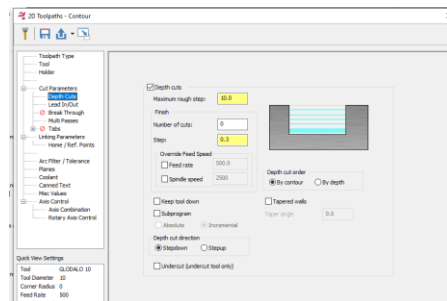 2D Toolpaths - Contour
Toolpath Type
Tool
Holder
Cut Parameters
Depth Cuts
Lead In/Out
Break Through
Multi Passes
Tabs
Linking Parameters
Home / Ref. Points
Arc Filter / Tolerance
Planes
Coolant
Canned Text
Misc Values
Axis Control
Axis Combination
Rotary Axis Control
Quick View Settings
Tool GLODALO 10
Tool Diameter 10
Corner Radius 0
Feed Rate 500
Depth cuts
Maximum rough step: 10.0
Finish
Number of cuts: 0
Step: 0.3
Override Feed Speed
Feed rate 500.0
Spindle speed 2500
Depth cut order
By contour By depth
Keep tool down
Tapered walls
Subprogram
Taper angle 0.0
Absolute Incremental
Depth cut direction
Stepdown Stepup
Undercut (undercut tool only)